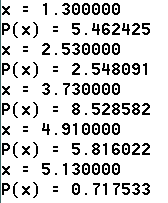 x = 1.300000
P(x) = 5.462425
x = 2.530000
P(x) = 2.548091
x = 3.730000
P(x) = 8.528582
x = 4.910000
P(x) = 5.816022
x = 5.130000
P(x) = 0.717533